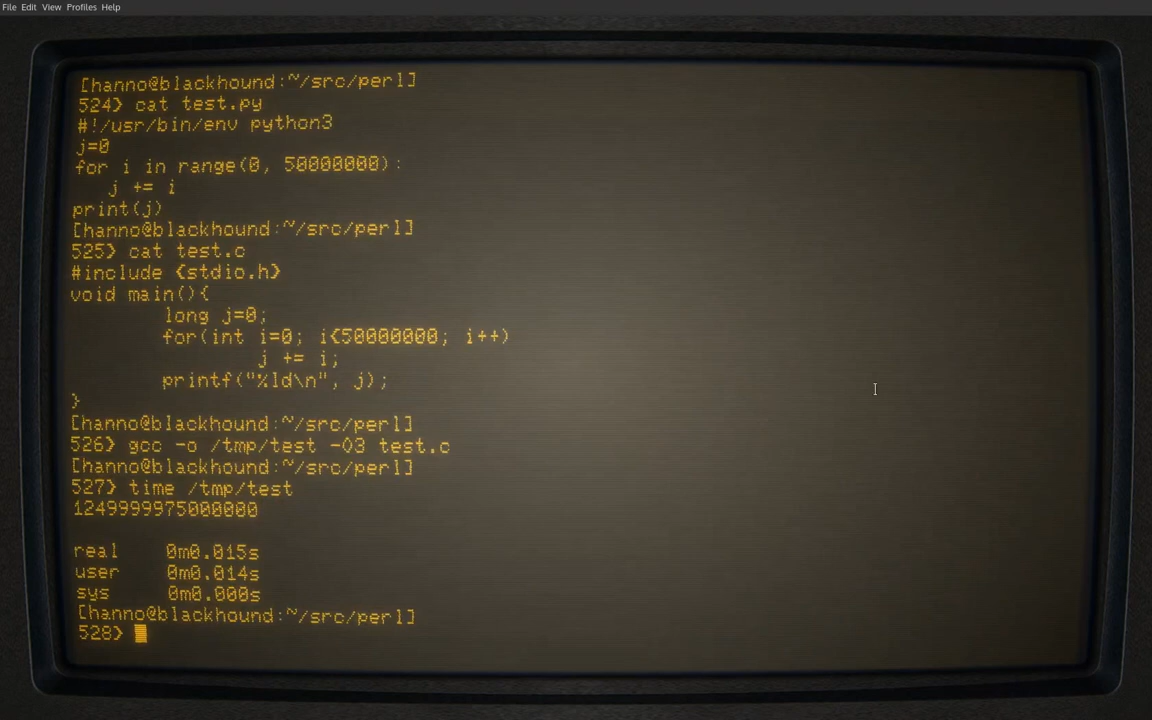 File Edit View Profiles Help
[hanno@blackhound:~/src/perl]
524> cat test.py
#!/usr/bin/env python3
j=0
for i in range(0, 50000000):
   j += i
print(j)
[hanno@blackhound:~/src/perl]
525> cat test.c
#include <stdio.h>
void main(){
        long j=0;
        for(int i=0; i<50000000; i++)
                j += i;
        printf("%ld\n", j);
}
[hanno@blackhound:~/src/perl]
526> gcc -o /tmp/test -O3 test.c
[hanno@blackhound:~/src/perl]
527> time /tmp/test
1249999975000000
real    0m0.015s
user    0m0.014s
sys     0m0.000s
[hanno@blackhound:~/src/perl]
528>